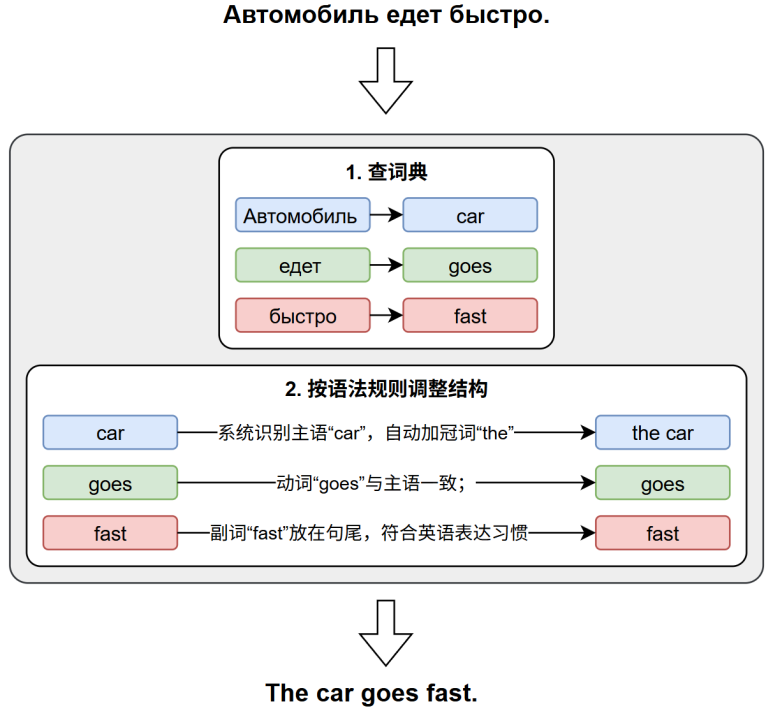 Автомобиль едет быстро.
1. 查词典
Автомобиль car
едет goes
быстро fast
2. 按语法规则调整结构
car 系统识别主语“car”，自动加冠词“the” the car
goes 动词“goes”与主语一致； goes
fast 副词“fast”放在句尾，符合英语表达习惯 fast
The car goes fast.